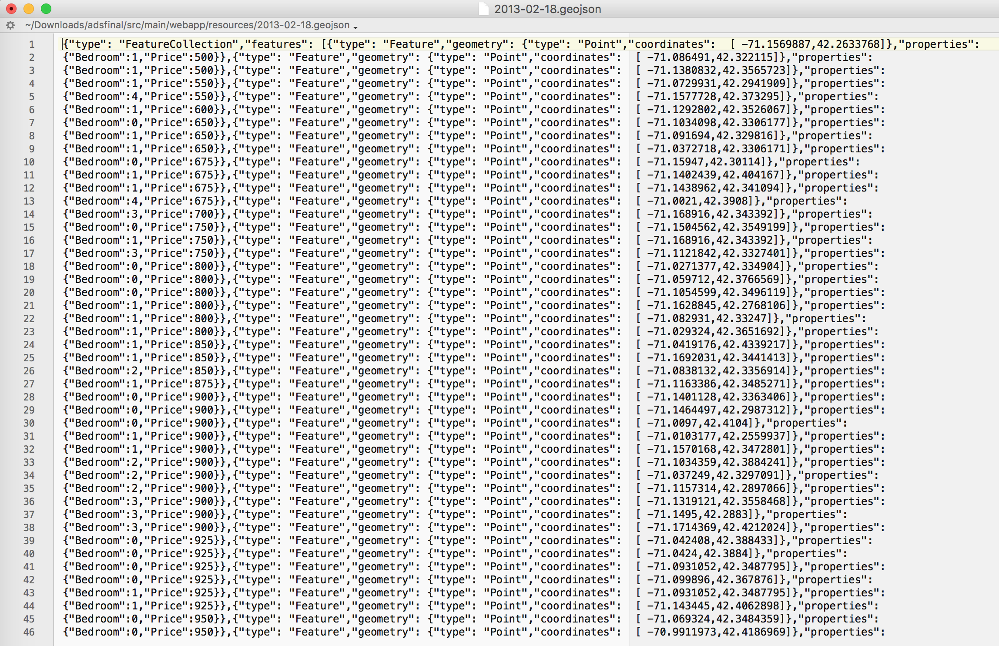 2013-02-18.geojson
~/Downloads/adsfinal/src/main/webapp/resources/2013-02-18.geojson
1 {"type": "FeatureCollection","features": [{"type": "Feature","geometry": {"type": "Point","coordinates":  [ -71.1569887,42.2633768]},"properties":
2 {"Bedroom":1,"Price":500}},{"type": "Feature","geometry": {"type": "Point","coordinates":  [ -71.086491,42.322115]},"properties":
3 {"Bedroom":1,"Price":500}},{"type": "Feature","geometry": {"type": "Point","coordinates":  [ -71.1380832,42.3565723]},"properties":
4 {"Bedroom":1,"Price":550}},{"type": "Feature","geometry": {"type": "Point","coordinates":  [ -71.0729931,42.2941909]},"properties":
5 {"Bedroom":4,"Price":550}},{"type": "Feature","geometry": {"type": "Point","coordinates":  [ -71.1577728,42.373295]},"properties":
6 {"Bedroom":1,"Price":600}},{"type": "Feature","geometry": {"type": "Point","coordinates":  [ -71.1292802,42.3526067]},"properties":
7 {"Bedroom":0,"Price":650}},{"type": "Feature","geometry": {"type": "Point","coordinates":  [ -71.1034098,42.3306177]},"properties":
8 {"Bedroom":1,"Price":650}},{"type": "Feature","geometry": {"type": "Point","coordinates":  [ -71.091694,42.329816]},"properties":
9 {"Bedroom":1,"Price":650}},{"type": "Feature","geometry": {"type": "Point","coordinates":  [ -71.0372718,42.3306171]},"properties":
10 {"Bedroom":0,"Price":675}},{"type": "Feature","geometry": {"type": "Point","coordinates":  [ -71.15947,42.30114]},"properties":
11 {"Bedroom":1,"Price":675}},{"type": "Feature","geometry": {"type": "Point","coordinates":  [ -71.1402439,42.404167]},"properties":
12 {"Bedroom":1,"Price":675}},{"type": "Feature","geometry": {"type": "Point","coordinates":  [ -71.1438962,42.341094]},"properties":
13 {"Bedroom":4,"Price":675}},{"type": "Feature","geometry": {"type": "Point","coordinates":  [ -71.0021,42.3908]},"properties":
14 {"Bedroom":3,"Price":700}},{"type": "Feature","geometry": {"type": "Point","coordinates":  [ -71.168916,42.343392]},"properties":
15 {"Bedroom":0,"Price":750}},{"type": "Feature","geometry": {"type": "Point","coordinates":  [ -71.1504562,42.3549199]},"properties":
16 {"Bedroom":1,"Price":750}},{"type": "Feature","geometry": {"type": "Point","coordinates":  [ -71.168916,42.343392]},"properties":
17 {"Bedroom":3,"Price":750}},{"type": "Feature","geometry": {"type": "Point","coordinates":  [ -71.1121842,42.3327401]},"properties":
18 {"Bedroom":0,"Price":800}},{"type": "Feature","geometry": {"type": "Point","coordinates":  [ -71.0271377,42.334904]},"properties":
19 {"Bedroom":0,"Price":800}},{"type": "Feature","geometry": {"type": "Point","coordinates":  [ -71.059712,42.3766569]},"properties":
20 {"Bedroom":0,"Price":800}},{"type": "Feature","geometry": {"type": "Point","coordinates":  [ -71.1054599,42.3496119]},"properties":
21 {"Bedroom":1,"Price":800}},{"type": "Feature","geometry": {"type": "Point","coordinates":  [ -71.1628845,42.2768106]},"properties":
22 {"Bedroom":1,"Price":800}},{"type": "Feature","geometry": {"type": "Point","coordinates":  [ -71.082931,42.33247]},"properties":
23 {"Bedroom":1,"Price":800}},{"type": "Feature","geometry": {"type": "Point","coordinates":  [ -71.029324,42.3651692]},"properties":
24 {"Bedroom":1,"Price":850}},{"type": "Feature","geometry": {"type": "Point","coordinates":  [ -71.0419176,42.4339217]},"properties":
25 {"Bedroom":1,"Price":850}},{"type": "Feature","geometry": {"type": "Point","coordinates":  [ -71.1692031,42.3441413]},"properties":
26 {"Bedroom":2,"Price":850}},{"type": "Feature","geometry": {"type": "Point","coordinates":  [ -71.0838132,42.3356914]},"properties":
27 {"Bedroom":1,"Price":875}},{"type": "Feature","geometry": {"type": "Point","coordinates":  [ -71.1163386,42.3485271]},"properties":
28 {"Bedroom":0,"Price":900}},{"type": "Feature","geometry": {"type": "Point","coordinates":  [ -71.1401128,42.3363406]},"properties":
29 {"Bedroom":0,"Price":900}},{"type": "Feature","geometry": {"type": "Point","coordinates":  [ -71.1464497,42.2987312]},"properties":
30 {"Bedroom":0,"Price":900}},{"type": "Feature","geometry": {"type": "Point","coordinates":  [ -71.0097,42.4104]},"properties":
31 {"Bedroom":1,"Price":900}},{"type": "Feature","geometry": {"type": "Point","coordinates":  [ -71.0103177,42.2559937]},"properties":
32 {"Bedroom":1,"Price":900}},{"type": "Feature","geometry": {"type": "Point","coordinates":  [ -71.1570168,42.3472801]},"properties":
33 {"Bedroom":2,"Price":900}},{"type": "Feature","geometry": {"type": "Point","coordinates":  [ -71.1034359,42.3884241]},"properties":
34 {"Bedroom":2,"Price":900}},{"type": "Feature","geometry": {"type": "Point","coordinates":  [ -71.037249,42.3297091]},"properties":
35 {"Bedroom":2,"Price":900}},{"type": "Feature","geometry": {"type": "Point","coordinates":  [ -71.1157314,42.2897066]},"properties":
36 {"Bedroom":3,"Price":900}},{"type": "Feature","geometry": {"type": "Point","coordinates":  [ -71.1319121,42.3558468]},"properties":
37 {"Bedroom":3,"Price":900}},{"type": "Feature","geometry": {"type": "Point","coordinates":  [ -71.1495,42.2883]},"properties":
38 {"Bedroom":3,"Price":900}},{"type": "Feature","geometry": {"type": "Point","coordinates":  [ -71.1714369,42.4212024]},"properties":
39 {"Bedroom":0,"Price":925}},{"type": "Feature","geometry": {"type": "Point","coordinates":  [ -71.042408,42.388433]},"properties":
40 {"Bedroom":0,"Price":925}},{"type": "Feature","geometry": {"type": "Point","coordinates":  [ -71.0424,42.3884]},"properties":
41 {"Bedroom":0,"Price":925}},{"type": "Feature","geometry": {"type": "Point","coordinates":  [ -71.0931052,42.3487795]},"properties":
42 {"Bedroom":0,"Price":925}},{"type": "Feature","geometry": {"type": "Point","coordinates":  [ -71.099896,42.367876]},"properties":
43 {"Bedroom":1,"Price":925}},{"type": "Feature","geometry": {"type": "Point","coordinates":  [ -71.0931052,42.3487795]},"properties":
44 {"Bedroom":1,"Price":925}},{"type": "Feature","geometry": {"type": "Point","coordinates":  [ -71.143445,42.4062898]},"properties":
45 {"Bedroom":0,"Price":950}},{"type": "Feature","geometry": {"type": "Point","coordinates":  [ -71.069324,42.3484359]},"properties":
46 {"Bedroom":0,"Price":950}},{"type": "Feature","geometry": {"type": "Point","coordinates":  [ -70.9911973,42.4186969]},"properties":